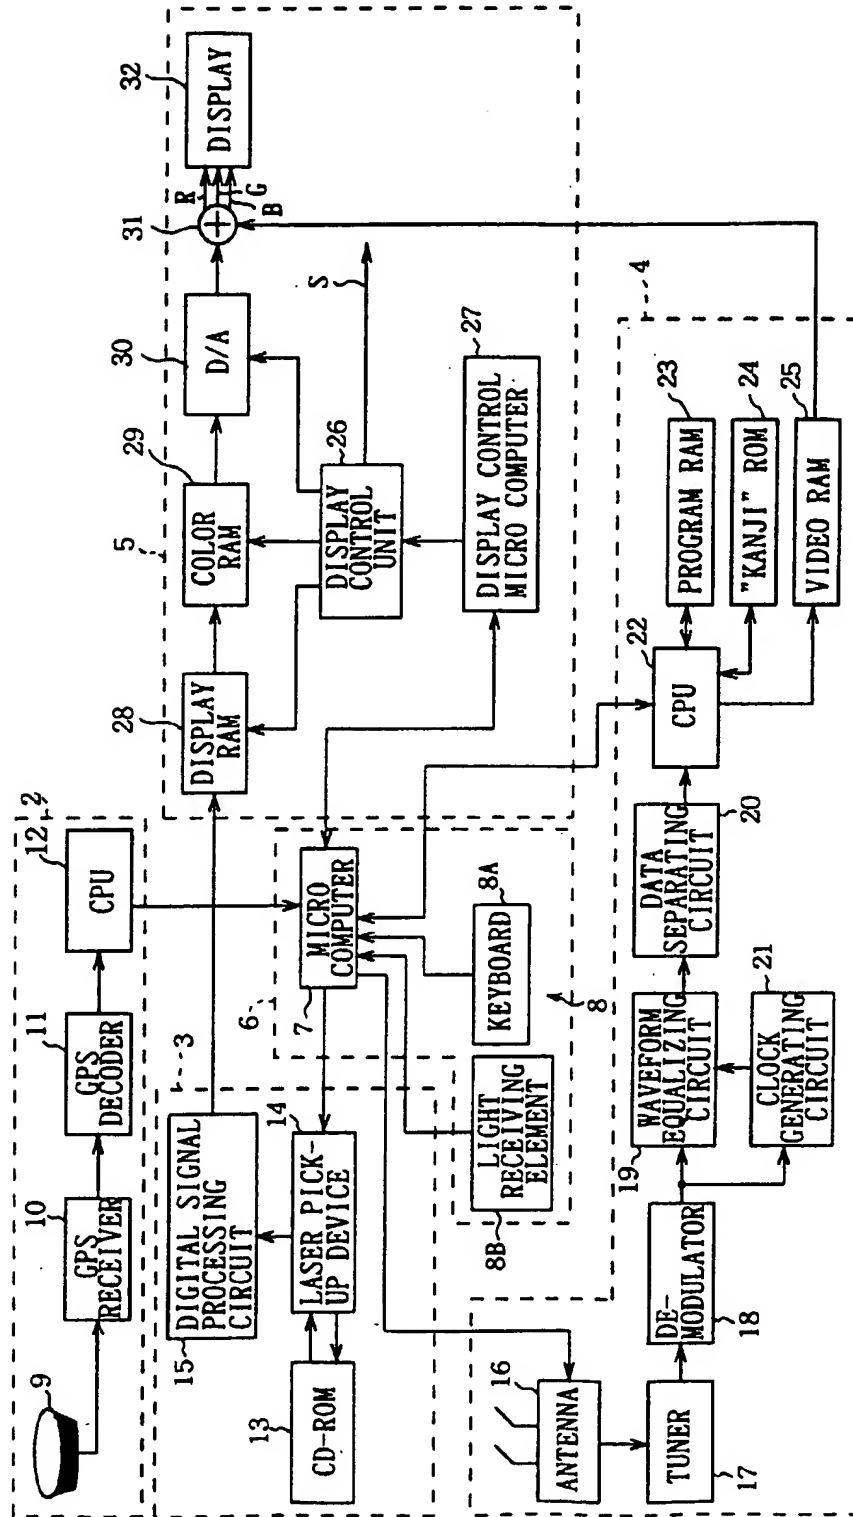 9
10
GPS
RECEIVER
11
GPS
DECODER
12
CPU
2
15
DIGITAL SIGNAL
PROCESSING
CIRCUIT
3
13
CD-ROM
14
LASER PICK-
UP DEVICE
6
7
MICRO
COMPUTER
8A
KEYBOARD
8
8B
LIGHT
RECEIVING
ELEMENT
5
28
DISPLAY
RAM
29
COLOR
RAM
30
D/A
31
R
G
B
32
DISPLAY
26
DISPLAY
CONTROL
UNIT
S
27
DISPLAY CONTROL
MICRO COMPUTER
4
16
ANTENNA
17
TUNER
18
DE-
MODULATOR
19
WAVEFORM
EQUALIZING
CIRCUIT
21
CLOCK
GENERATING
CIRCUIT
20
DATA
SEPARATING
CIRCUIT
22
CPU
23
PROGRAM RAM
24
"KANJI" ROM
25
VIDEO RAM